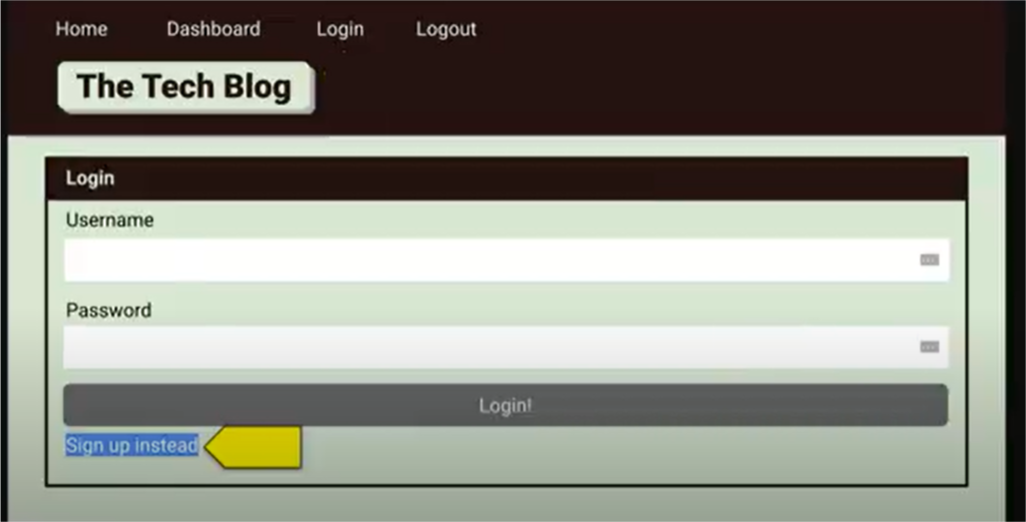 Home Dashboard Login Logout
The Tech Blog
Login
Username
Password
Login!
Sign up instead